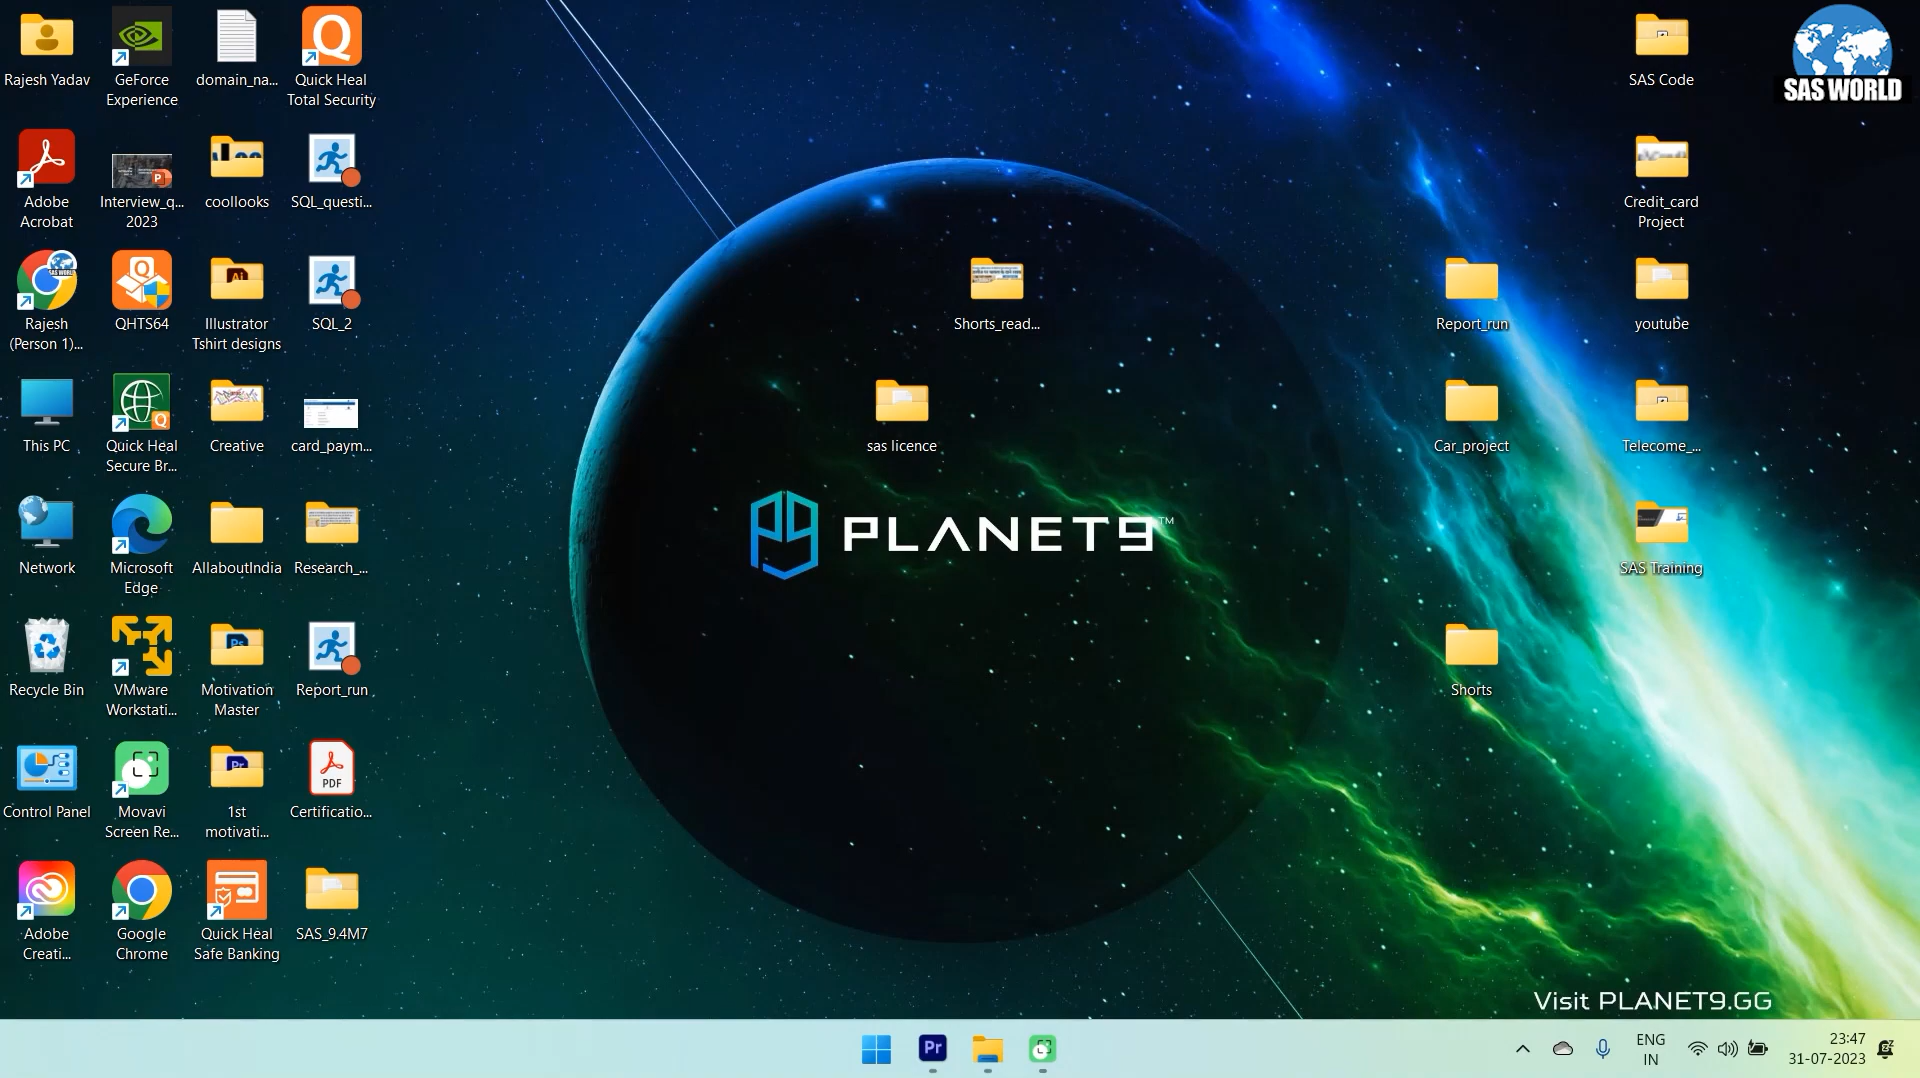 Rajesh Yadav
GeForce
Experience
domain_na...
Quick Heal
Total Security
SAS Code
SAS WORLD
Adobe
Acrobat
Interview_q...
2023
coollooks
SQL_questi...
Credit_card
Project
Rajesh
(Person 1)...
QHTS64
Illustrator
Tshirt designs
SQL_2
Shorts_read...
Report_run
youtube
This PC
Quick Heal
Secure Br...
Creative
card_paym...
sas licence
Car_project
Telecome_...
PLANET9™
Network
Microsoft
Edge
AllaboutIndia
Research_...
SAS Training
Recycle Bin
VMware
Workstati...
Motivation
Master
Report_run
Shorts
Control Panel
Movavi
Screen Re...
1st
motivati...
PDF
Certificatio...
Adobe
Creati...
Google
Chrome
Quick Heal
Safe Banking
SAS_9.4M7
Visit PLANET9.GG
Pr
ENG
IN
23:47
31-07-2023